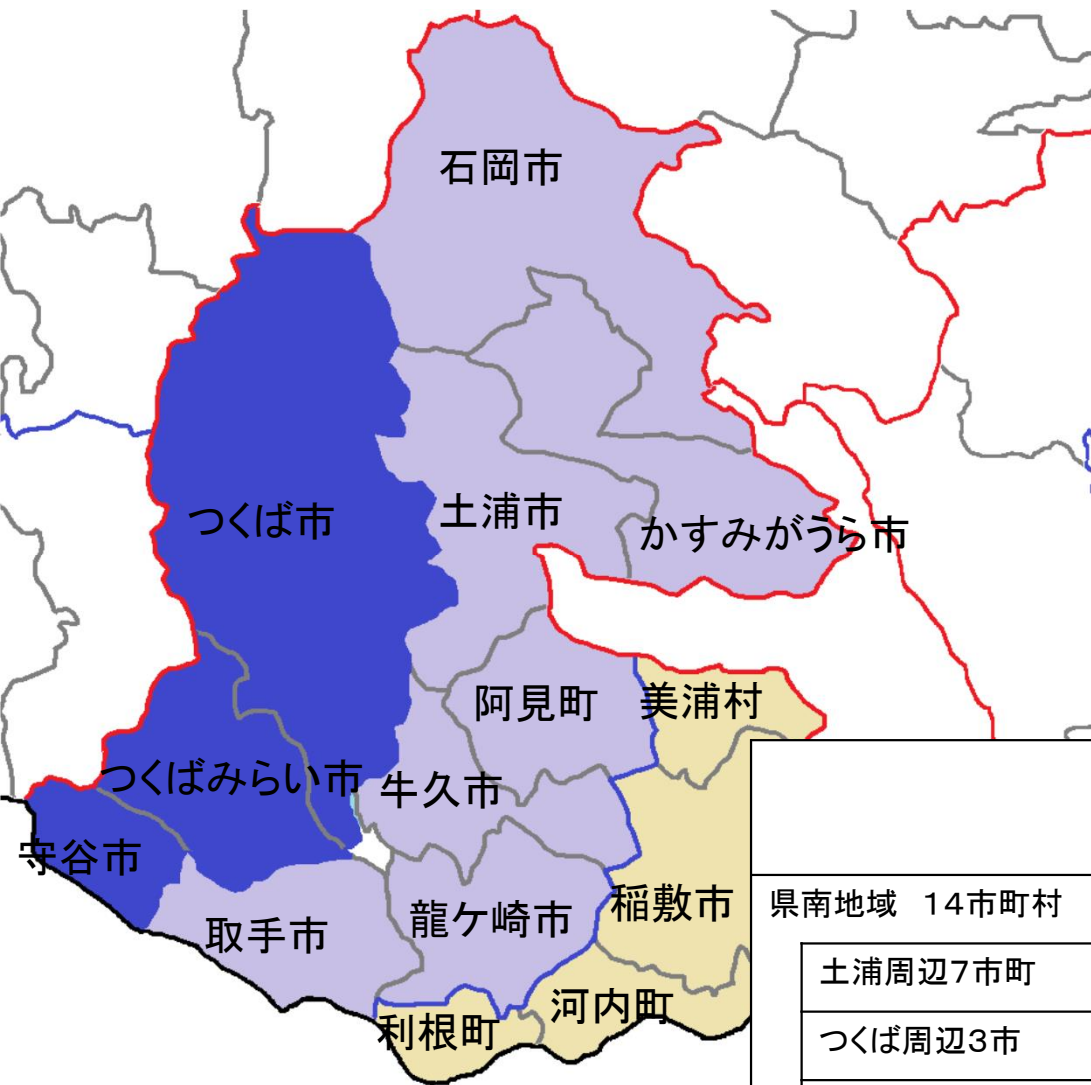 石岡市
つくば市
土浦市
かすみがうら市
阿見町
美浦村
つくばみらい市
牛久市
守谷市
取手市
龍ケ崎市
稲敷市
利根町
河内町
県南地域 14市町村
土浦周辺7市町
つくば周辺3市